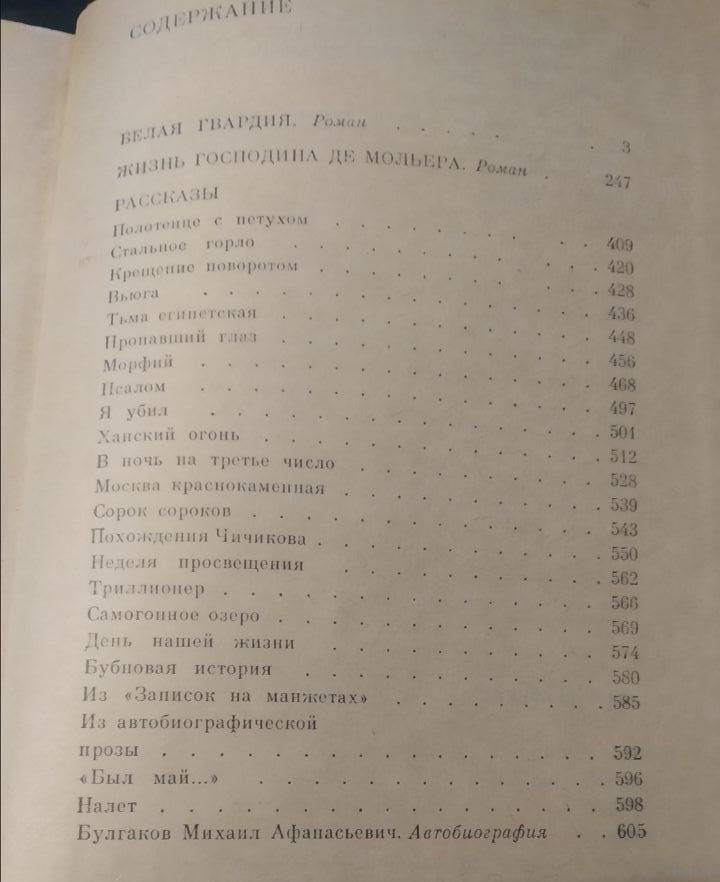 СОДЕРЖАНИЕ
БЕЛАЯ ГВАРДИЯ. Роман . . . . . 3
ЖИЗНЬ ГОСПОДИНА ДЕ МОЛЬЕРА. Роман . 247
РАССКАЗЫ
Полотенце с петухом . . . . . . . 409
Стальное горло . . . . . . . . 420
Крещение поворотом . . . . . . . 428
Вьюга . . . . . . . . . . . 436
Тьма египетская . . . . . . . . 448
Пропавший глаз . . . . . . . . 456
Морфий . . . . . . . . . . . 468
Псалом . . . . . . . . . . . 497
Я убил . . . . . . . . . . . 501
Ханский огонь . . . . . . . . . 512
В ночь на третье число . . . . . . 528
Москва краснокаменная . . . . . . . 539
Сорок сороков . . . . . . . . . 543
Похождения Чичикова . . . . . . . 550
Неделя просвещения . . . . . . . 562
Триллионер . . . . . . . . . . 566
Самогонное озеро . . . . . . . . 569
День нашей жизни . . . . . . . . 574
Бубновая история . . . . . . . . 580
Из «Записок на манжетах» . . . . . . 585
Из автобиографической
прозы . . . . . . . . . . . . 592
«Был май...» . . . . . . . . . 596
Налет . . . . . . . . . . . . 598
Булгаков Михаил Афанасьевич. Автобиография . . 605